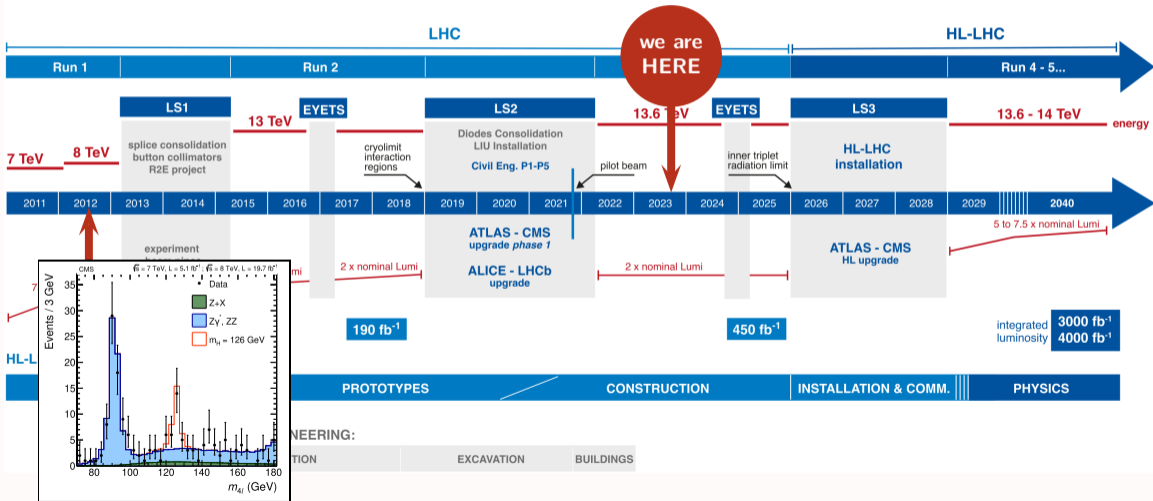 LHC
HL-LHC
we are
HERE
Run 1
Run 2
Run 4 - 5...
LS1
EYETS
LS2
EYETS
LS3
13 TeV
13.6 TeV
13.6 - 14 TeV
energy
7 TeV
8 TeV
splice consolidation
button collimators
R2E project
cryolimit
interaction
regions
Diodes Consolidation
LIU Installation
Civil Eng. P1-P5
pilot beam
inner triplet
radiation limit
HL-LHC
installation
2011
2012
2013
2014
2015
2016
2017
2018
2019
2020
2021
2022
2023
2024
2025
2026
2027
2028
2029
2040
experiment
ATLAS - CMS
upgrade phase 1
ALICE - LHCb
upgrade
2 x nominal Lumi
2 x nominal Lumi
ATLAS - CMS
HL upgrade
5 to 7.5 x nominal Lumi
190 fb⁻¹
450 fb⁻¹
integrated
luminosity
3000 fb⁻¹
4000 fb⁻¹
PROTOTYPES
CONSTRUCTION
INSTALLATION & COMM.
PHYSICS
EXCAVATION
BUILDINGS
CMS
√s = 7 TeV, L = 5.1 fb⁻¹ ; √s = 8 TeV, L = 19.7 fb⁻¹
Events / 3 GeV
35
30
25
20
15
10
5
0
Data
Z+X
Zγ*, ZZ
m_H = 126 GeV
80
100
120
140
160
180
m_4l (GeV)